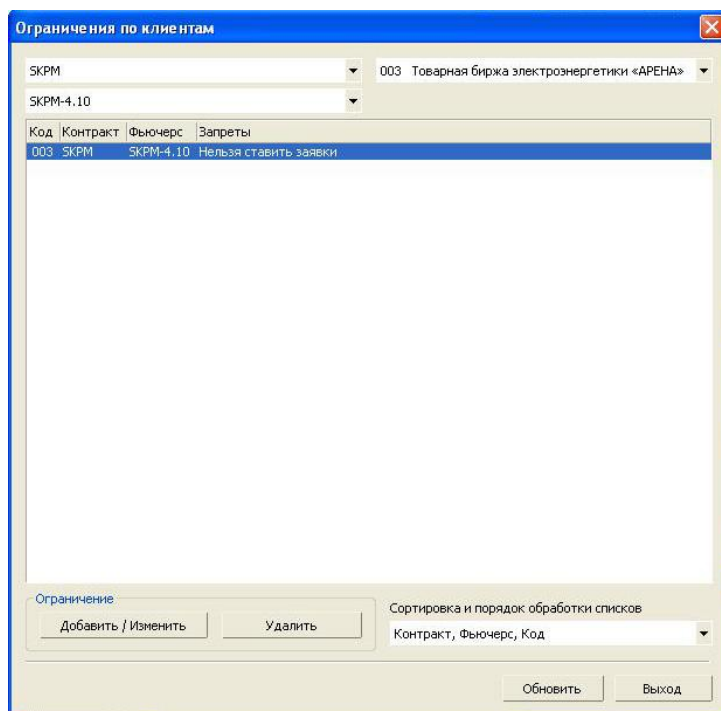 Ограничения по клиентам
SKPM
003 Товарная биржа электроэнергетики «АРЕНА»
SKPM-4.10
Код Контракт Фьючерс Запреты
003 SKPM SKPM-4.10 Нельзя ставить заявки
Ограничение
Добавить / Изменить
Удалить
Сортировка и порядок обработки списков
Контракт, Фьючерс, Код
Обновить
Выход